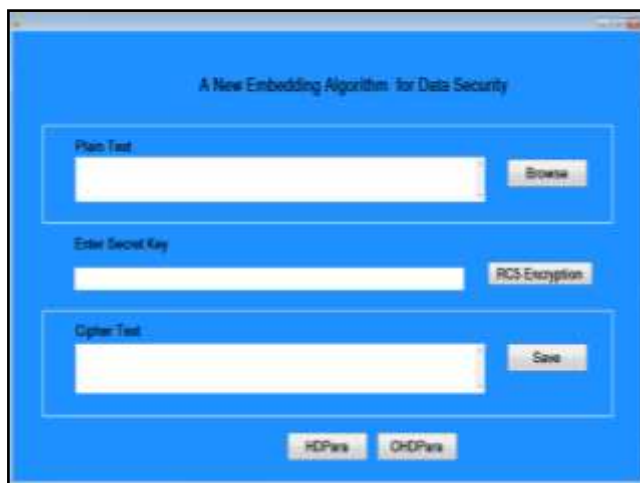 A New Embedding Algorithm for Data Security
Plain Text
Browse
Enter Secret Key
RC5 Encryption
Cipher Text
Save
HDPara
OHDPara